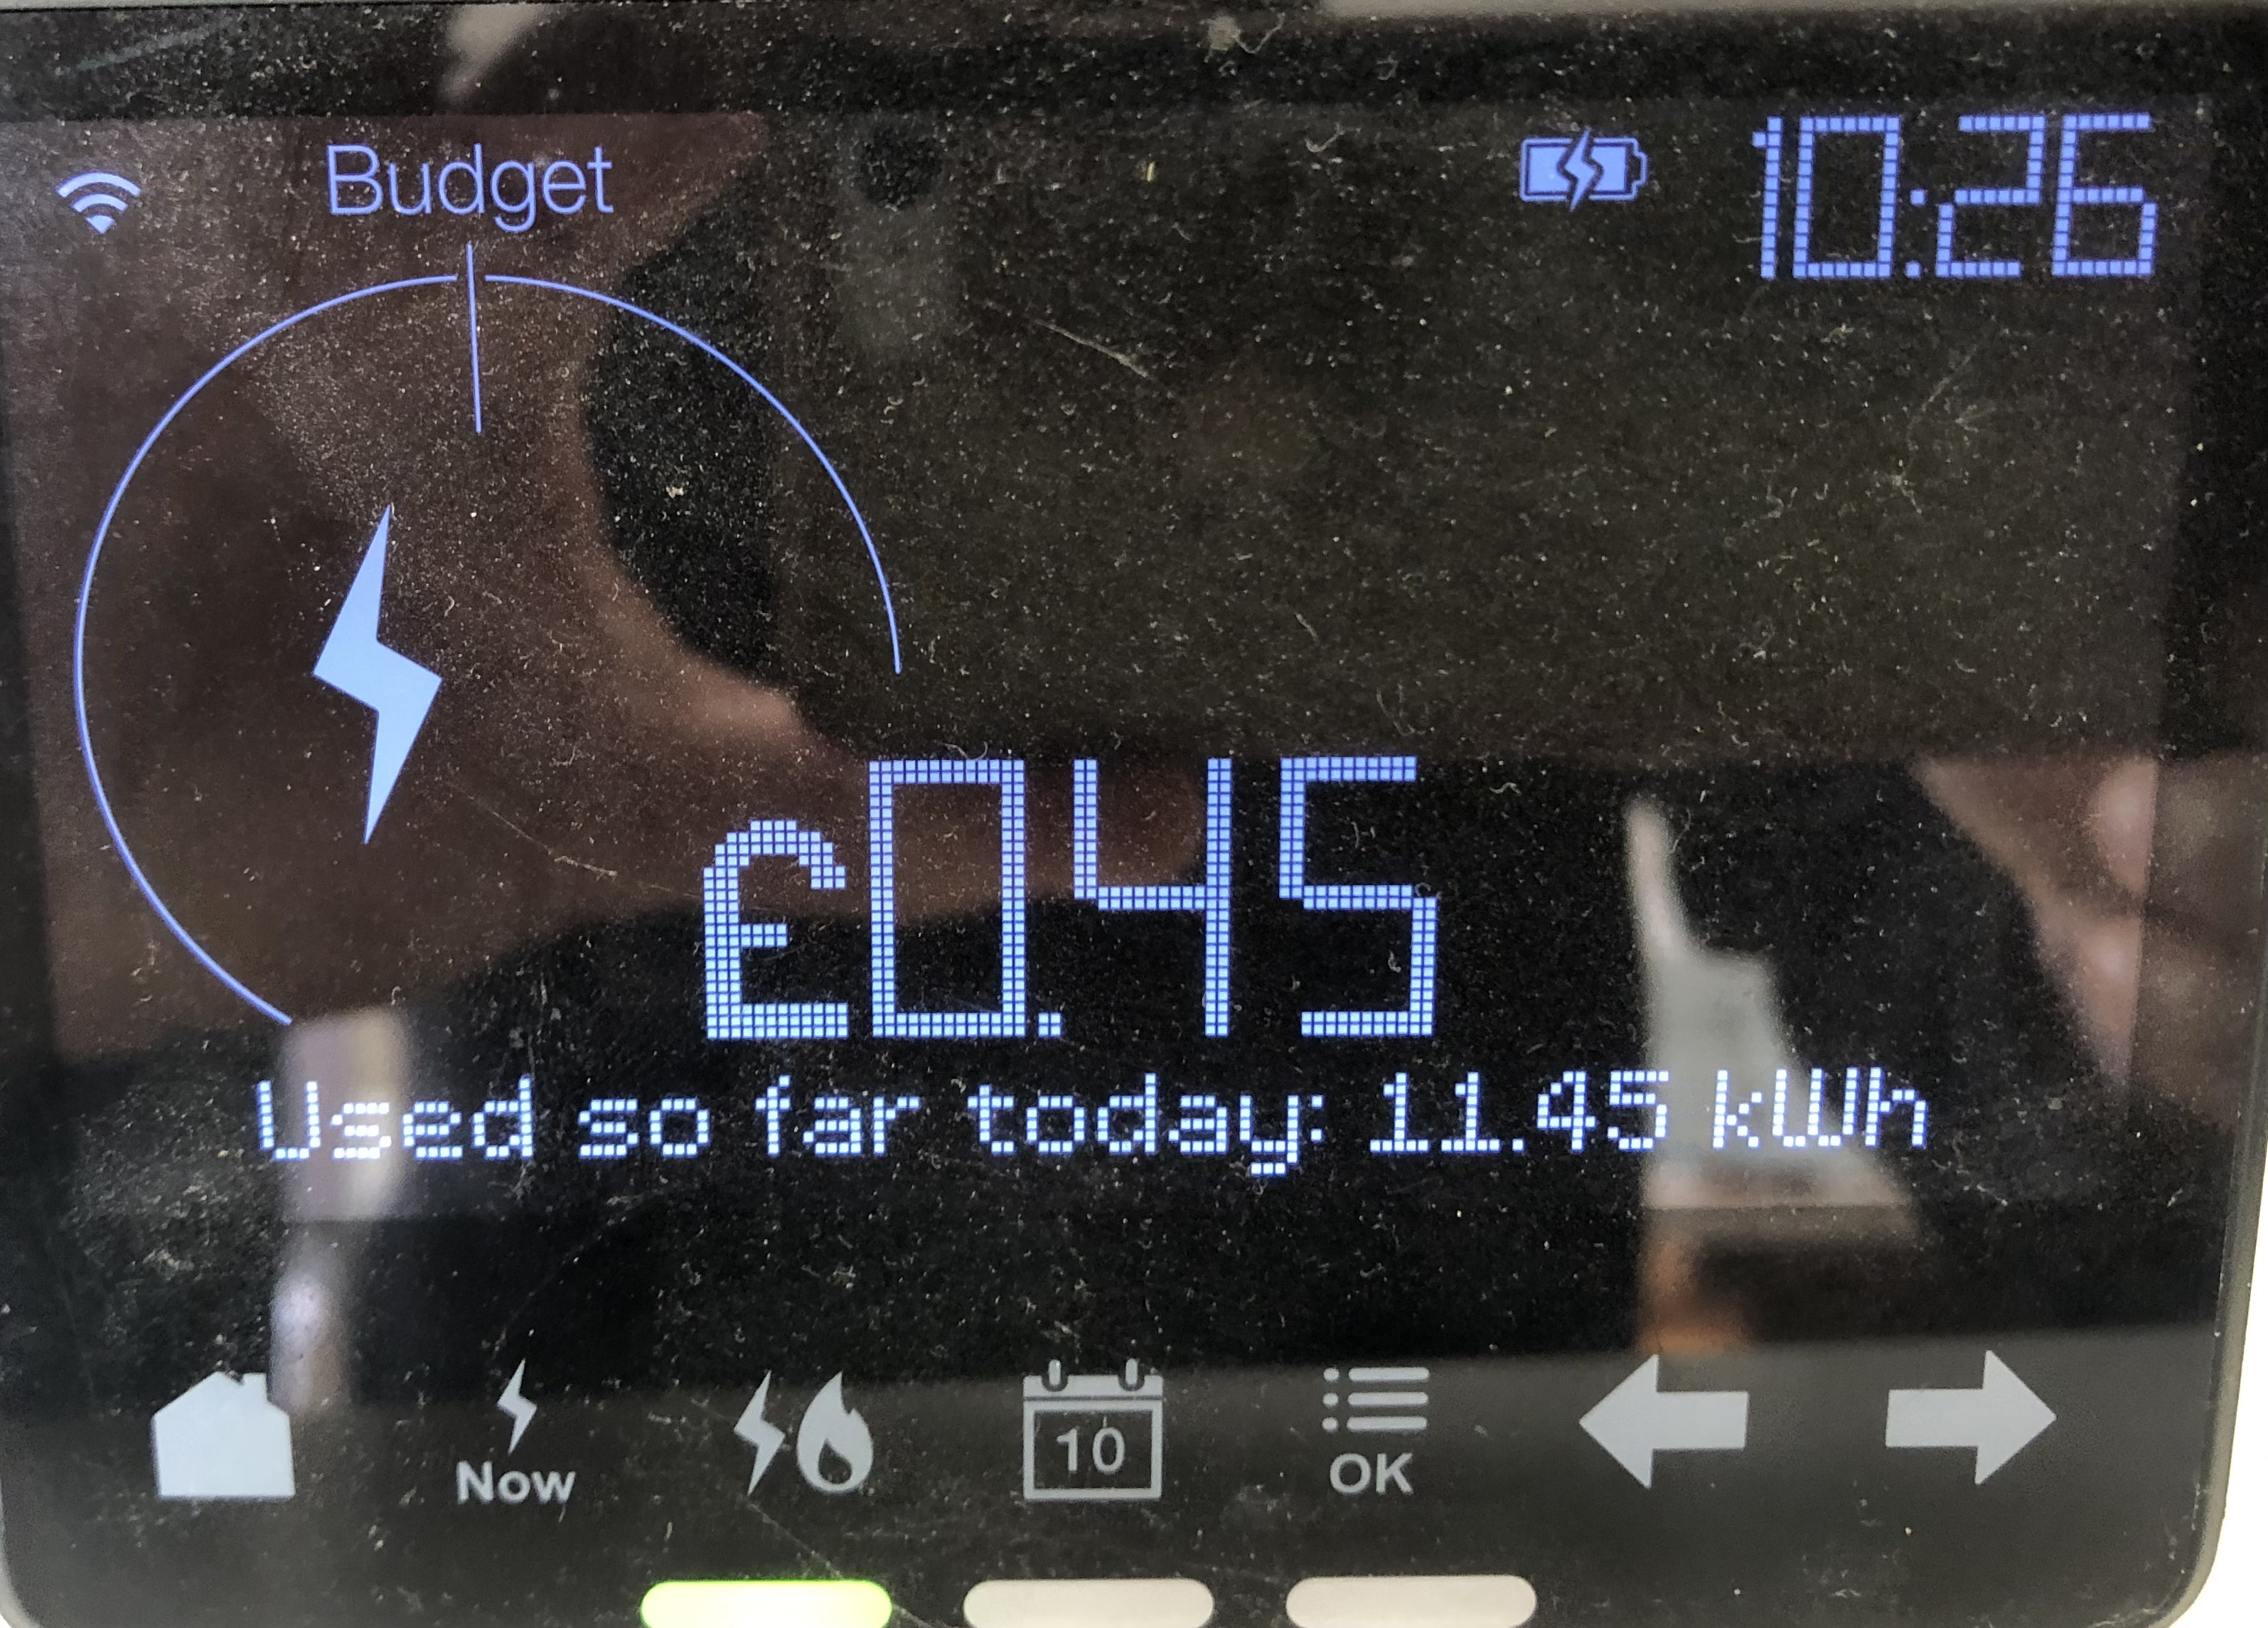 Budget
10:26
£0.45
Used so far today: 11.45 kWh
Now
10
OK